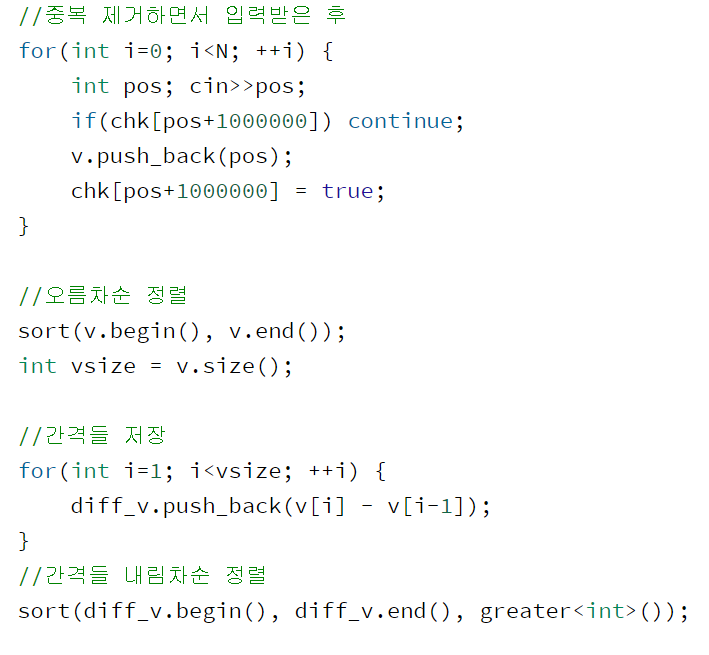 //중복 제거하면서 입력받은 후
for(int i=0; i<N; ++i) {
    int pos; cin>>pos;
    if(chk[pos+1000000]) continue;
    v.push_back(pos);
    chk[pos+1000000] = true;
}

//오름차순 정렬
sort(v.begin(), v.end());
int vsize = v.size();

//간격들 저장
for(int i=1; i<vsize; ++i) {
    diff_v.push_back(v[i] - v[i-1]);
}
//간격들 내림차순 정렬
sort(diff_v.begin(), diff_v.end(), greater<int>());